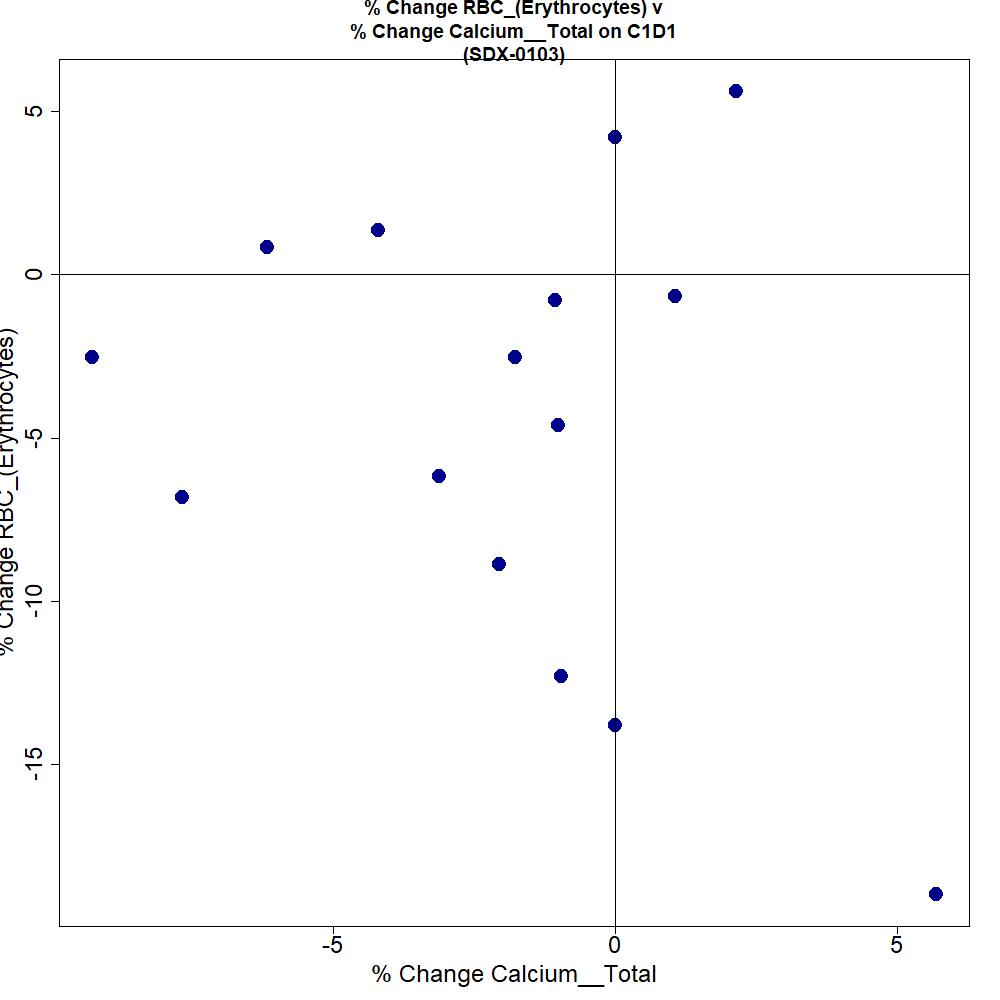 % Change RBC_(Erythrocytes) v
% Change Calcium__Total on C1D1
(SDX-0103)
% Change RBC_(Erythrocytes)
5
0
-5
-10
-15
-5
0
5
% Change Calcium__Total